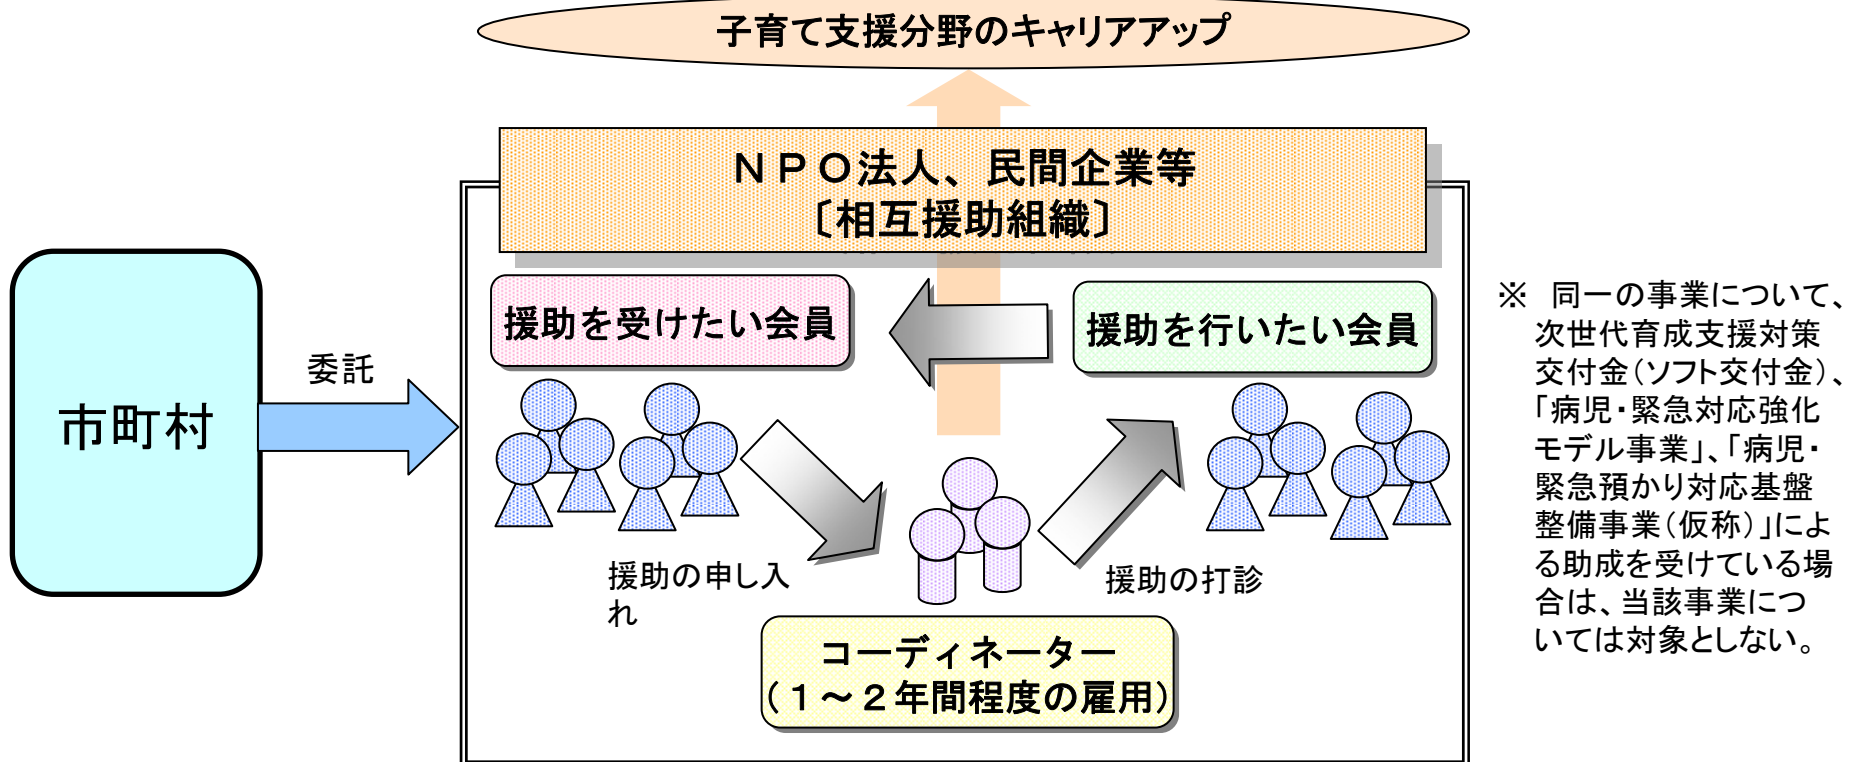 子育て支援分野のキャリアアップ
ＮＰＯ法人、民間企業等
〔相互援助組織〕
援助を受けたい会員
援助を行いたい会員
委託
市町村
援助の申し入
れ
援助の打診
コーディネーター
（１～２年間程度の雇用）
※　同一の事業について、
次世代育成支援対策
交付金（ソフト交付金）、
「病児・緊急対応強化
モデル事業」、「病児・
緊急預かり対応基盤
整備事業（仮称）」によ
る助成を受けている場
合は、当該事業につ
いては対象としない。